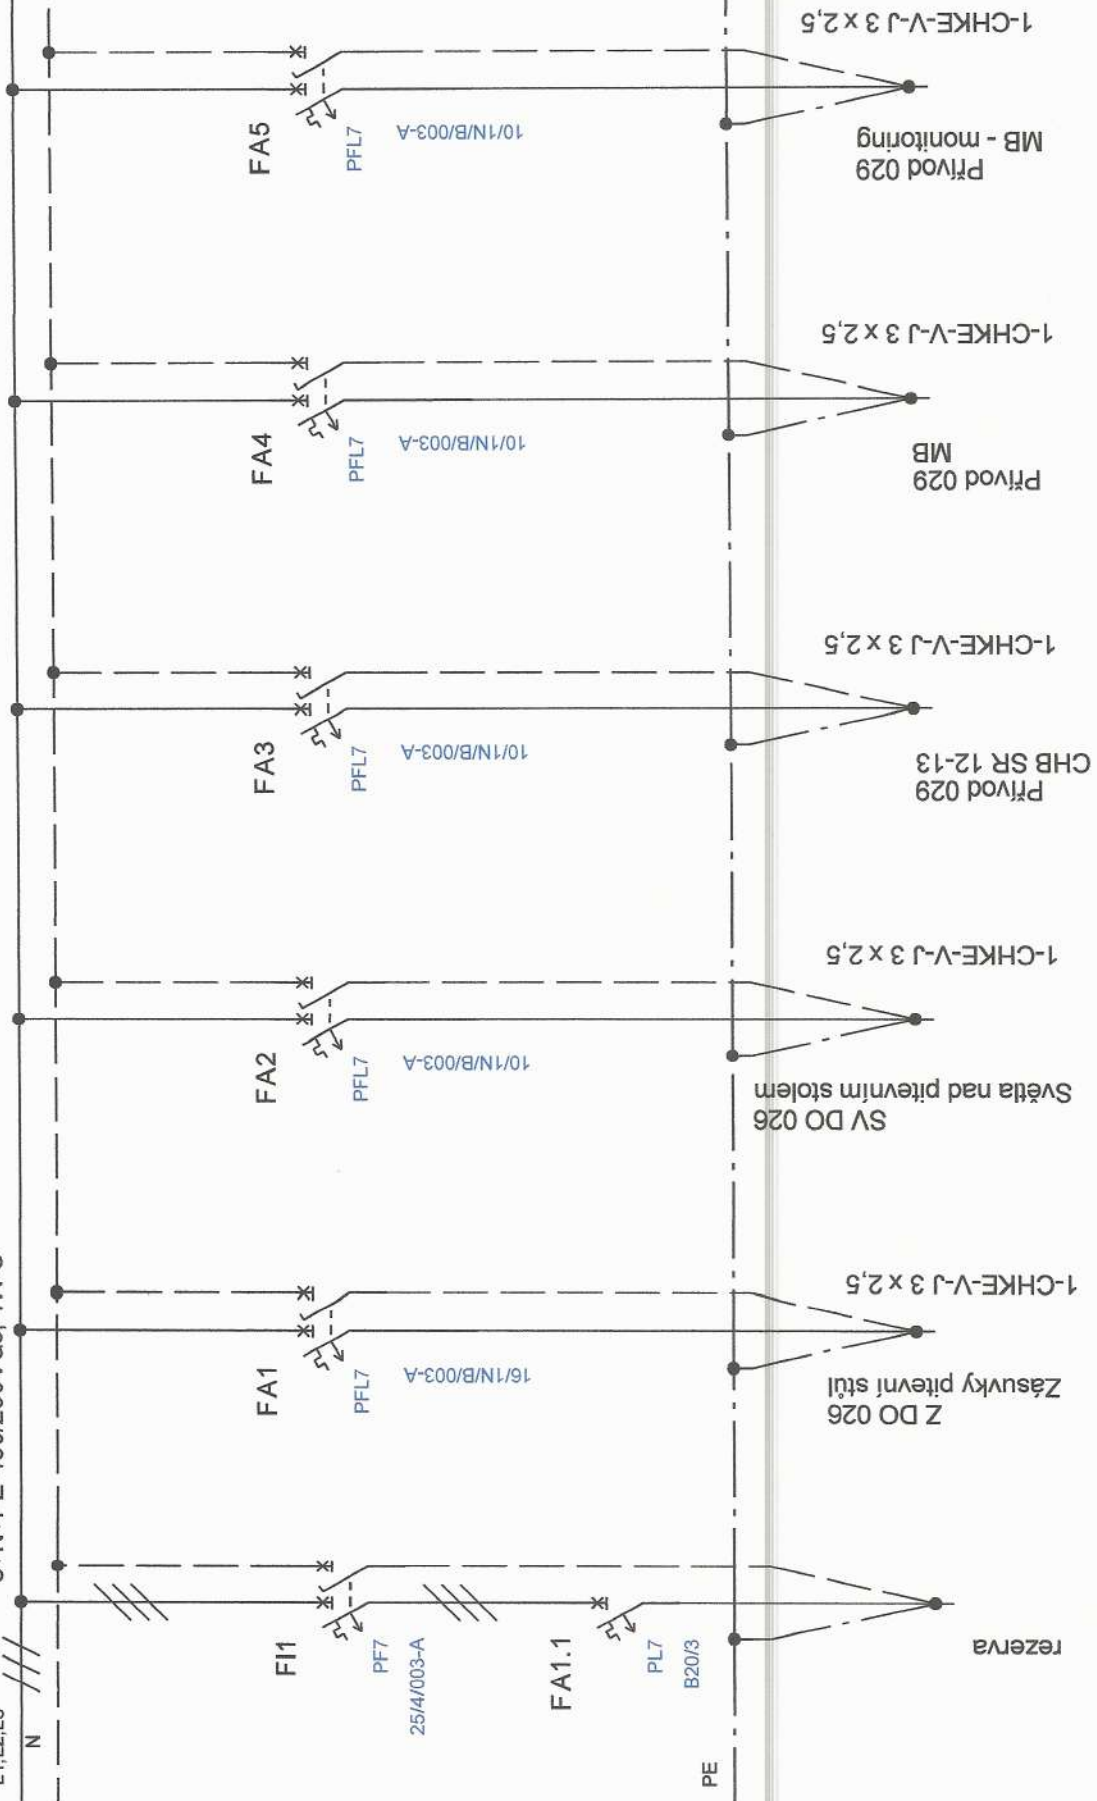 L1,L2,L3
N
PE
FI1
PF7
25/4/003-A
FA1.1
PL7
B20/3
rezerva
FA1
PFL7
16/1N/B/003-A
1-CHKE-V-J 3 x 2,5
Z DO 026
Zásuvky pitevní stůl
FA2
PFL7
10/1N/B/003-A
1-CHKE-V-J 3 x 2,5
SV DO 026
Světla nad pitevním stolem
FA3
PFL7
10/1N/B/003-A
1-CHKE-V-J 3 x 2,5
Přívod 029
CHB SR 12-13
FA4
PFL7
10/1N/B/003-A
1-CHKE-V-J 3 x 2,5
Přívod 029
MB
FA5
PFL7
10/1N/B/003-A
1-CHKE-V-J 3 x 2,5
Přívod 029
MB - monitoring